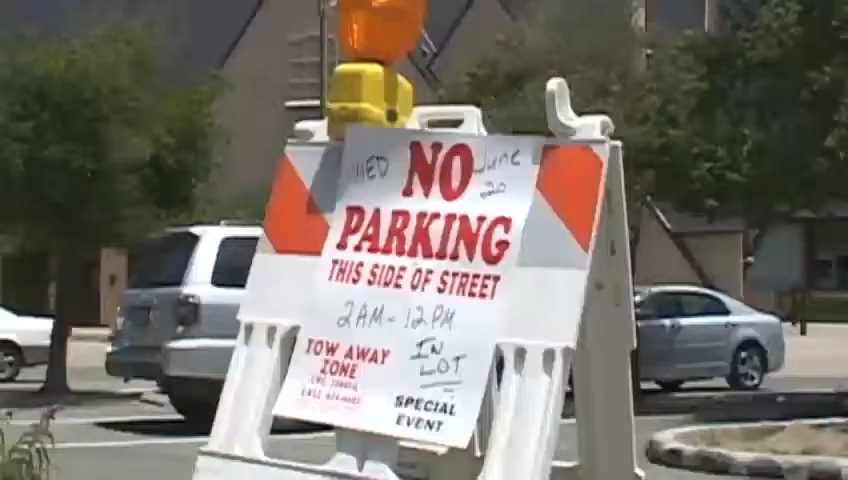 WED NO June 20
PARKING
THIS SIDE OF STREET
2AM - 12PM
IN LOT
TOW AWAY
ZONE
SPECIAL
EVENT